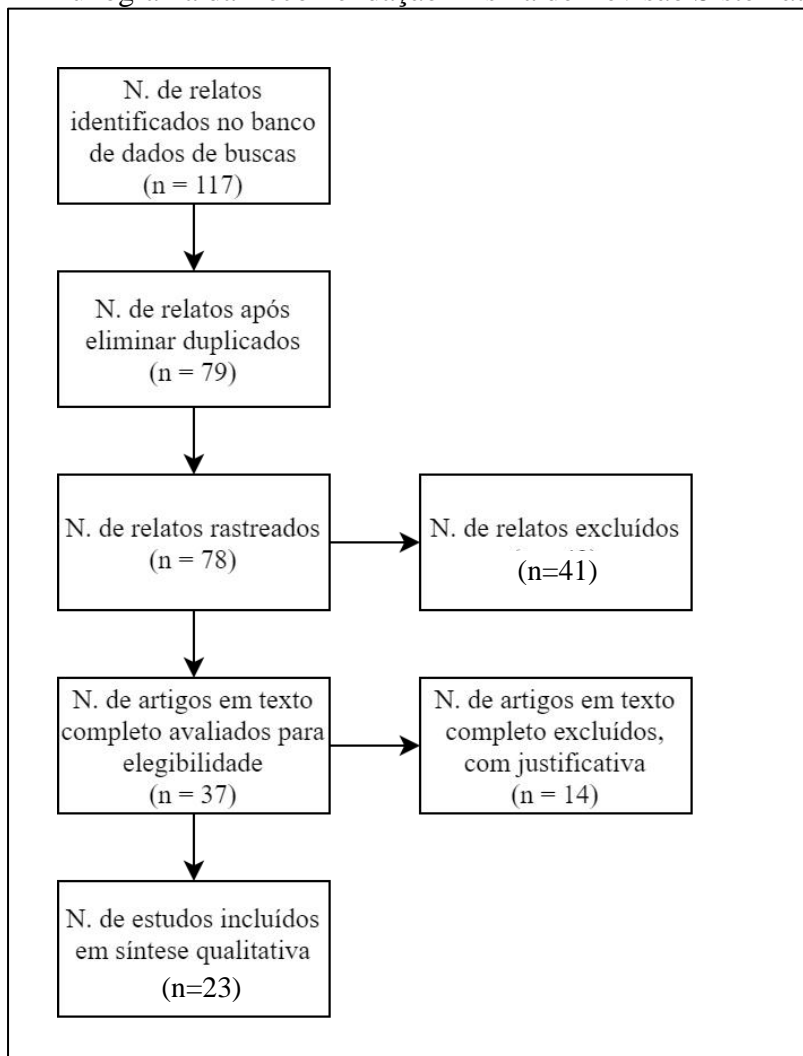 N. de relatos
identificados no banco
de dados de buscas
(n = 117)
N. de relatos após
eliminar duplicados
(n = 79)
N. de relatos rastreados
(n = 78)
N. de relatos excluídos
(n=41)
N. de artigos em texto
completo avaliados para
elegibilidade
(n = 37)
N. de artigos em texto
completo excluídos,
com justificativa
(n = 14)
N. de estudos incluídos
em síntese qualitativa
(n=23)